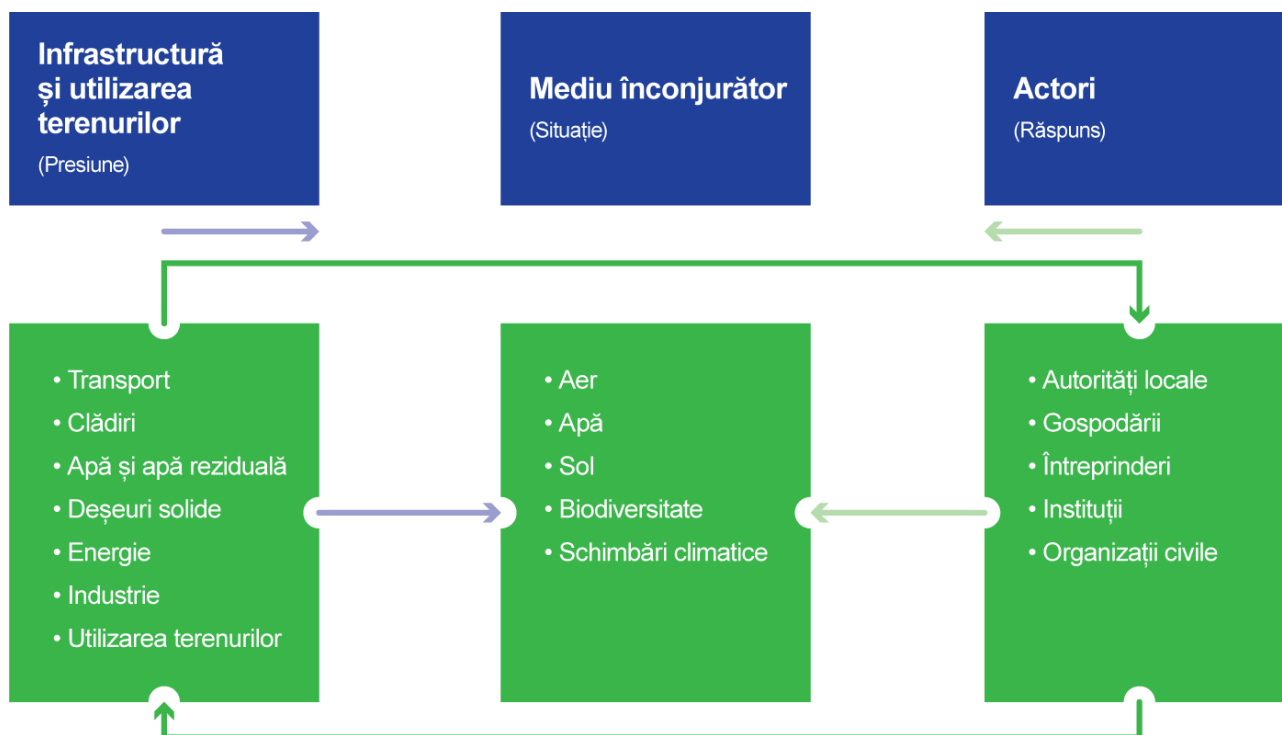 Infrastructură
și utilizarea
terenurilor
(Presiune)
Mediu înconjurător
(Situație)
Actori
(Răspuns)
• Transport
• Clădiri
• Apă și apă reziduală
• Deșeuri solide
• Energie
• Industrie
• Utilizarea terenurilor
• Aer
• Apă
• Sol
• Biodiversitate
• Schimbări climatice
• Autorități locale
• Gospodării
• Întreprinderi
• Instituții
• Organizații civile